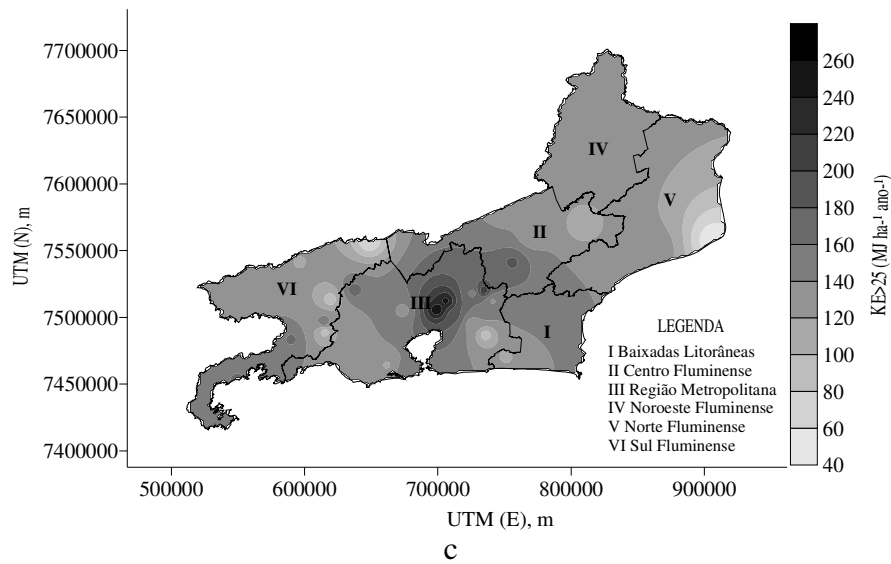 7700000
7650000
7600000
7550000
7500000
7450000
7400000
UTM (N), m
500000 600000 700000 800000 900000
UTM (E), m
IV
V
II
VI
III
I
LEGENDA
I Baixadas Litorâneas
II Centro Fluminense
III Região Metropolitana
IV Noroeste Fluminense
V Norte Fluminense
VI Sul Fluminense
260
240
220
200
180
160
140
120
100
80
60
40
KE>25 (MJ ha-¹ ano-¹)
c